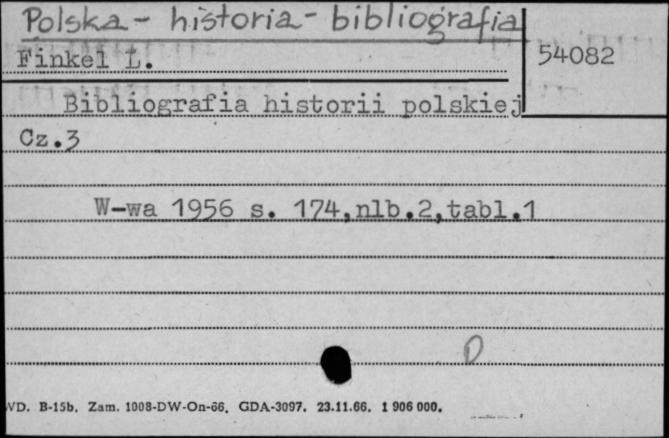 Polska - historia - bibliografia
Finkel L.
54082
Bibliografia historii polskiej
Cz.3
W-wa 1956 s. 174,nlb.2,tabl.1
D
WD. B-15b. Zam. 1008-DW-On-66. GDA-3097. 23.11.66. 1 906 000.